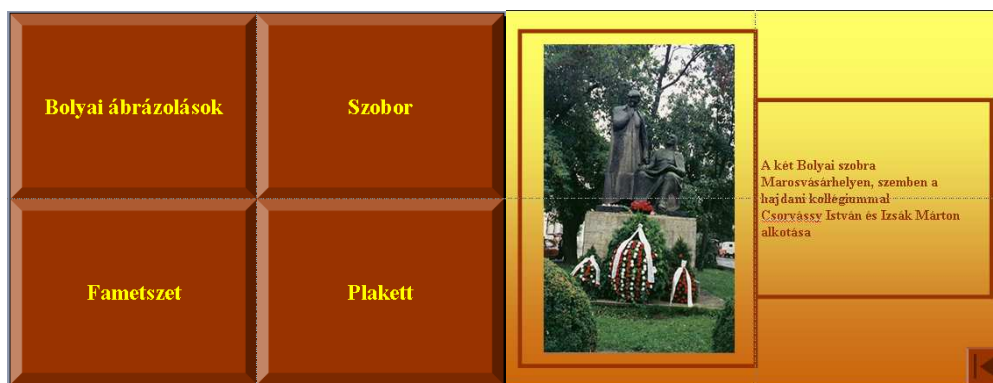 Bolyai ábrázolások
Szobor
Fametszet
Plakett
A két Bolyai szobra
Marosvásárhelyen, szemben a
hajdani kollégiummal
Csorvássy István és Izsák Márton
alkotása